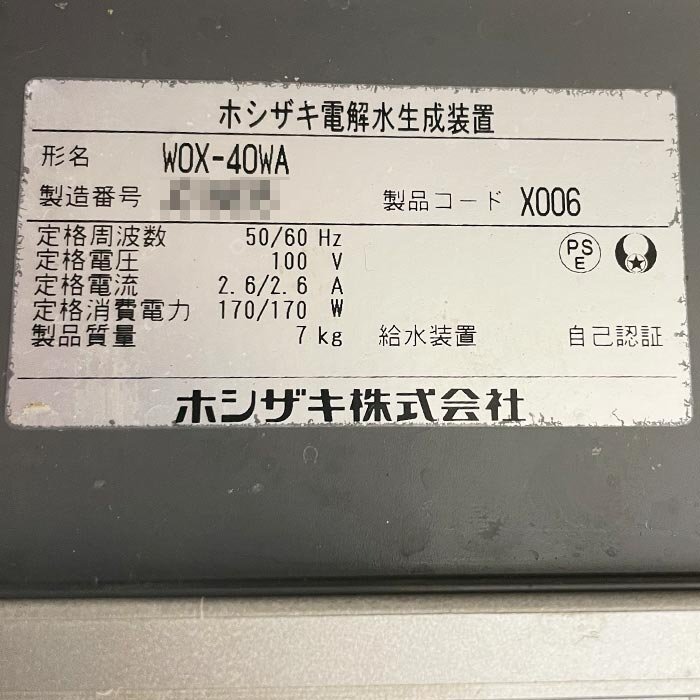 ホシザキ電解水生成装置
形名 WOX-40WA
製造番号 製品コード X006
定格周波数 50/60 Hz
定格電圧 100 V
定格電流 2.6/2.6 A
定格消費電力 170/170 W
製品質量 7 kg 給水装置 自己認証
PS
E
ホシザキ株式会社